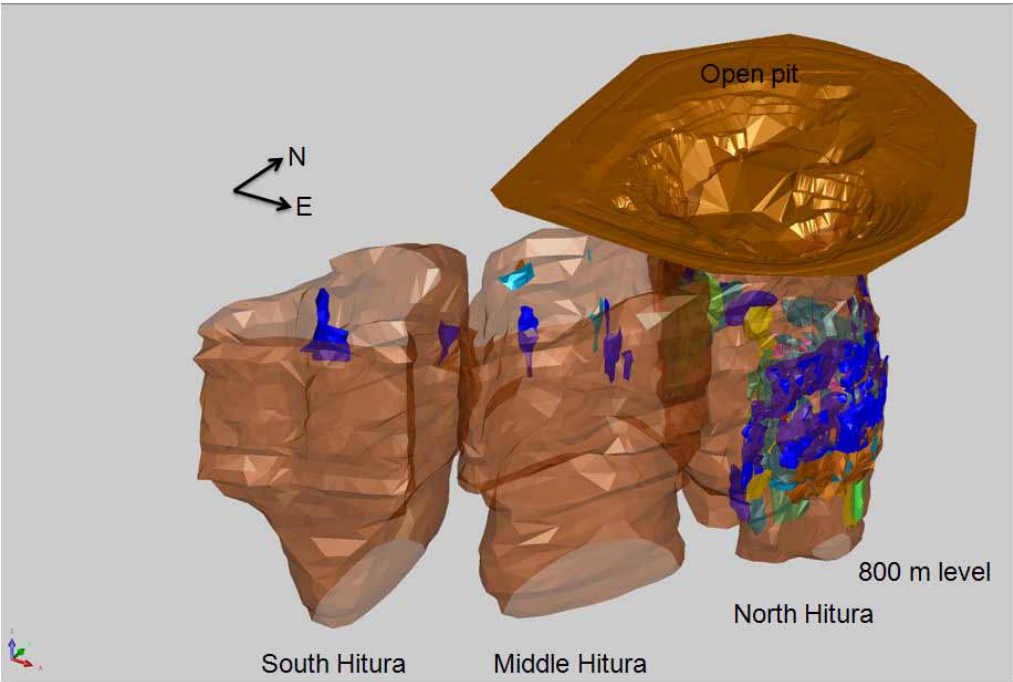 Open pit
N
E
800 m level
North Hitura
South Hitura
Middle Hitura